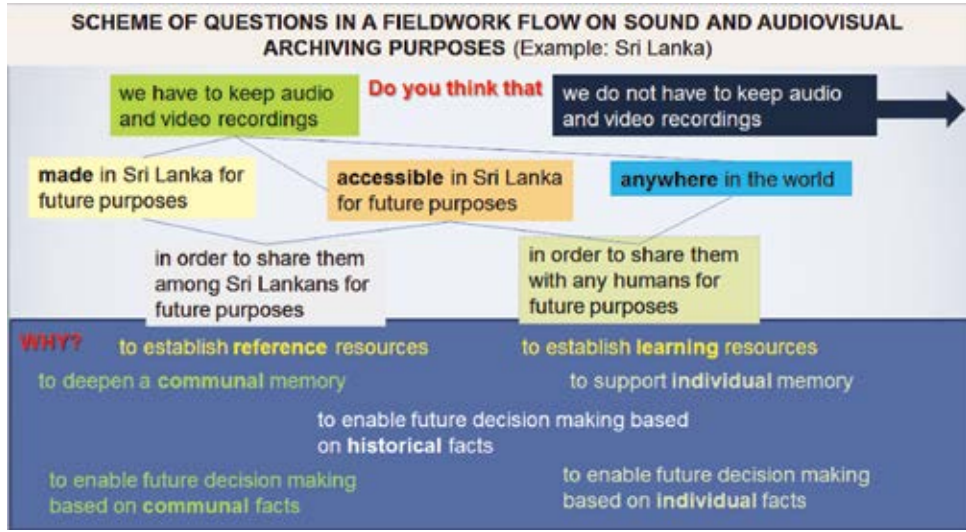 SCHEME OF QUESTIONS IN A FIELDWORK FLOW ON SOUND AND AUDIOVISUAL
ARCHIVING PURPOSES (Example: Sri Lanka)
we have to keep audio
and video recordings
Do you think that
we do not have to keep audio
and video recordings
made in Sri Lanka for
future purposes
accessible in Sri Lanka
for future purposes
anywhere in the world
in order to share them
among Sri Lankans for
future purposes
in order to share them
with any humans for
future purposes
WHY?
to establish reference resources
to establish learning resources
to deepen a communal memory
to support individual memory
to enable future decision making based
on historical facts
to enable future decision making
based on communal facts
to enable future decision making
based on individual facts